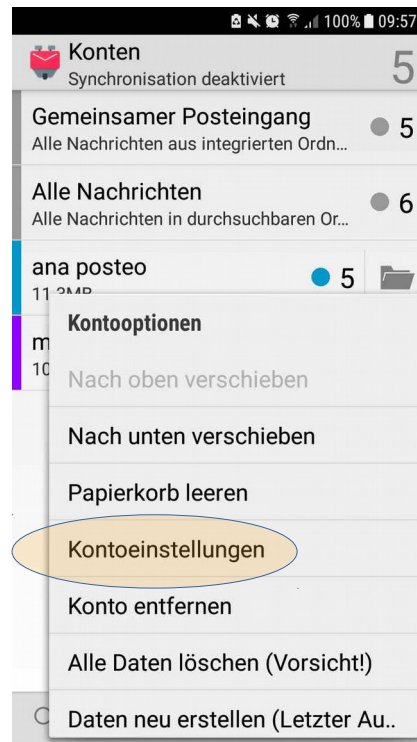 100% 09:57
Konten
Synchronisation deaktiviert
5
Gemeinsamer Posteingang
Alle Nachrichten aus integrierten Ordn...
5
Alle Nachrichten
Alle Nachrichten in durchsuchbaren Or...
6
ana posteo
5
Kontooptionen
Nach oben verschieben
Nach unten verschieben
Papierkorb leeren
Kontoeinstellungen
Konto entfernen
Alle Daten löschen (Vorsicht!)
Daten neu erstellen (Letzter Au..